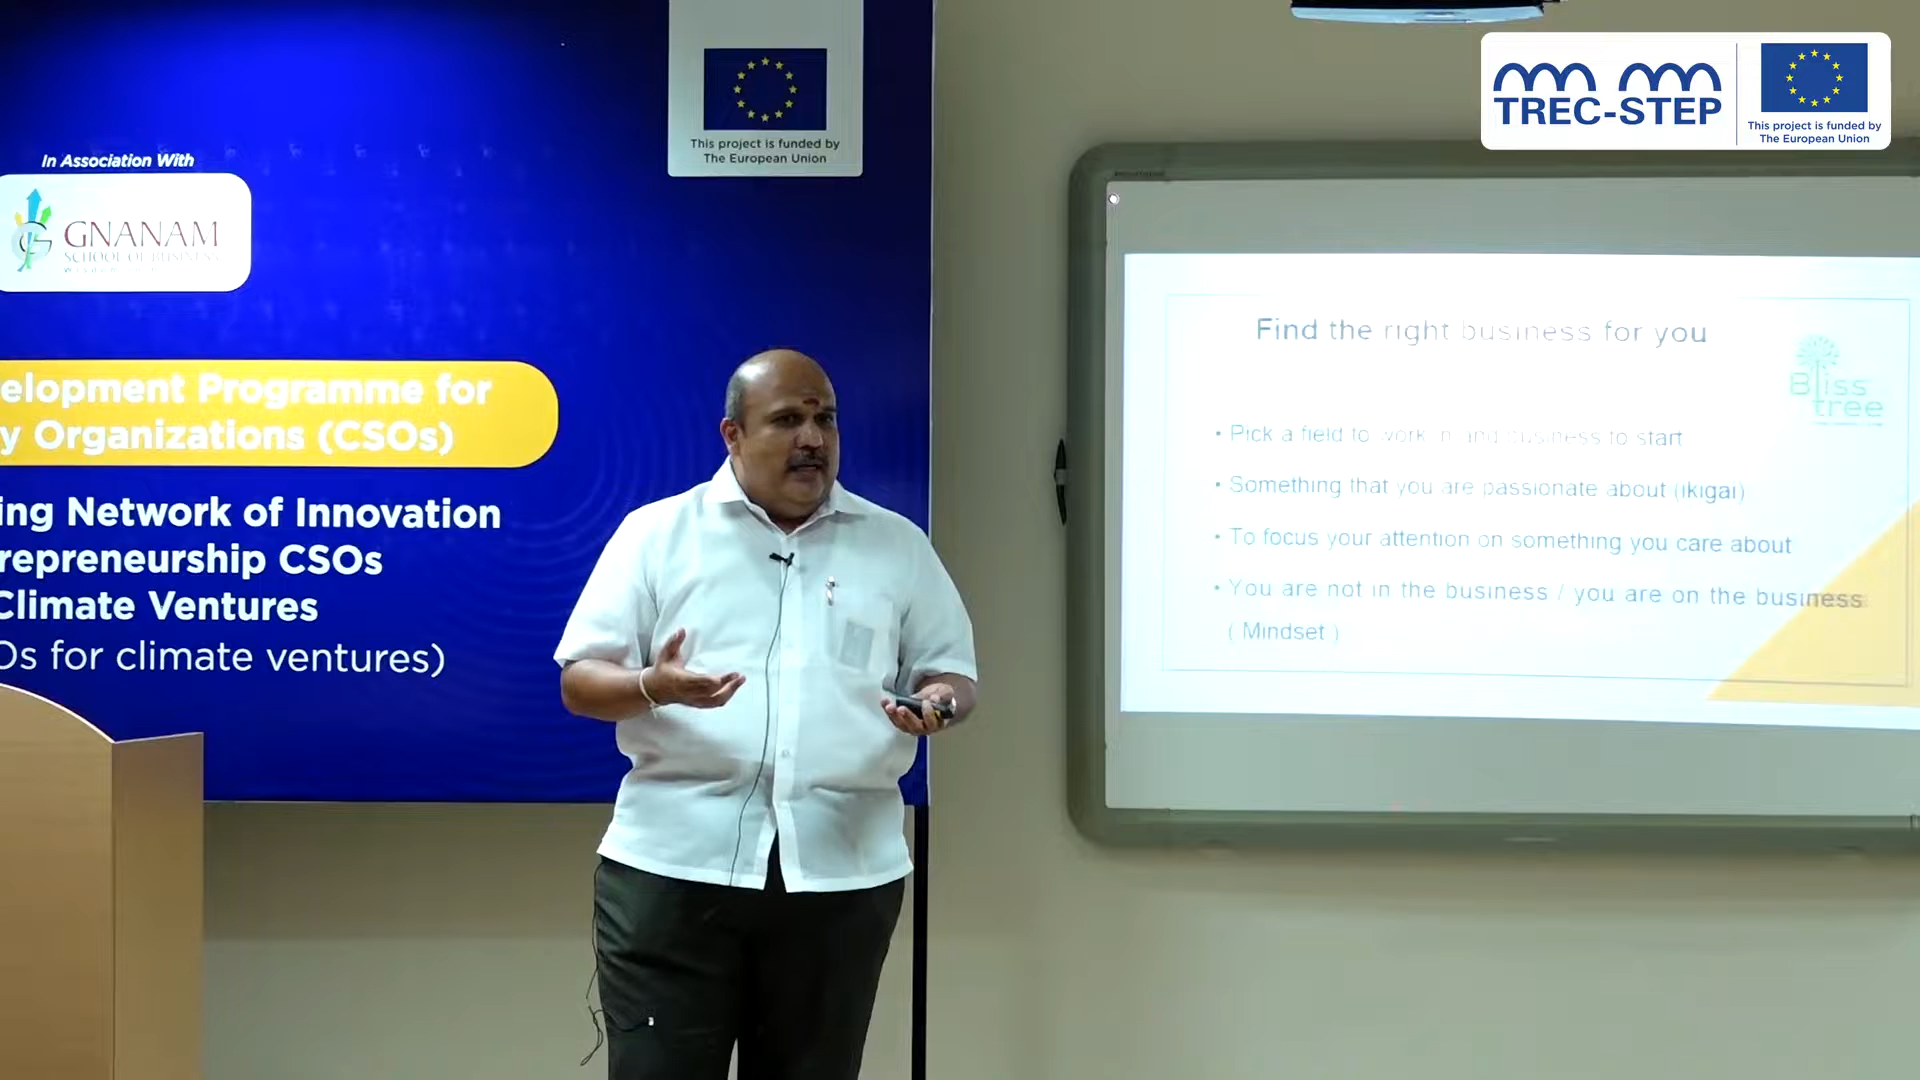 In Association With
GNANAM
SCHOOL OF BUSINESS
elopment Programme for
y Organizations (CSOs)
ing Network of Innovation
repreneurship CSOs
Climate Ventures
Os for climate ventures)
This project is funded by
The European Union
TREC-STEP
This project is funded by
The European Union
Find the right business for you
Bliss
tree
• Pick a field to work in and business to start
• Something that you are passionate about (ikigai)
• To focus your attention on something you care about
• You are not in the business / you are on the business
( Mindset )